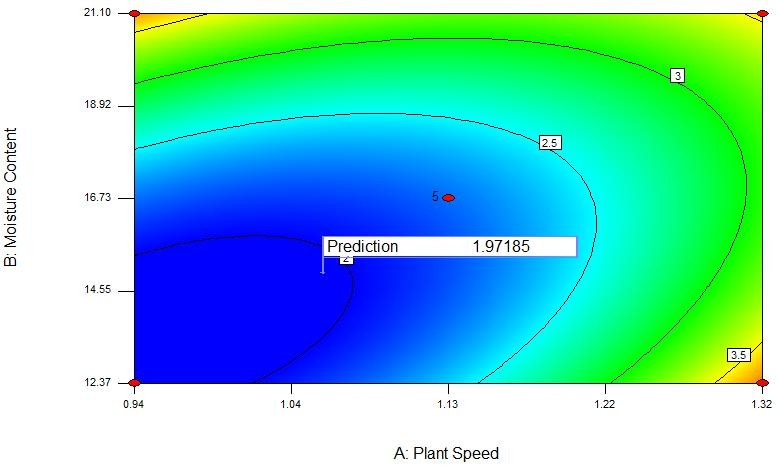 21.10
3
18.92
2.5
B: Moisture Content
5
16.73
Prediction 1.97185
2
14.55
3.5
12.37
0.94 1.04 1.13 1.22 1.32
A: Plant Speed